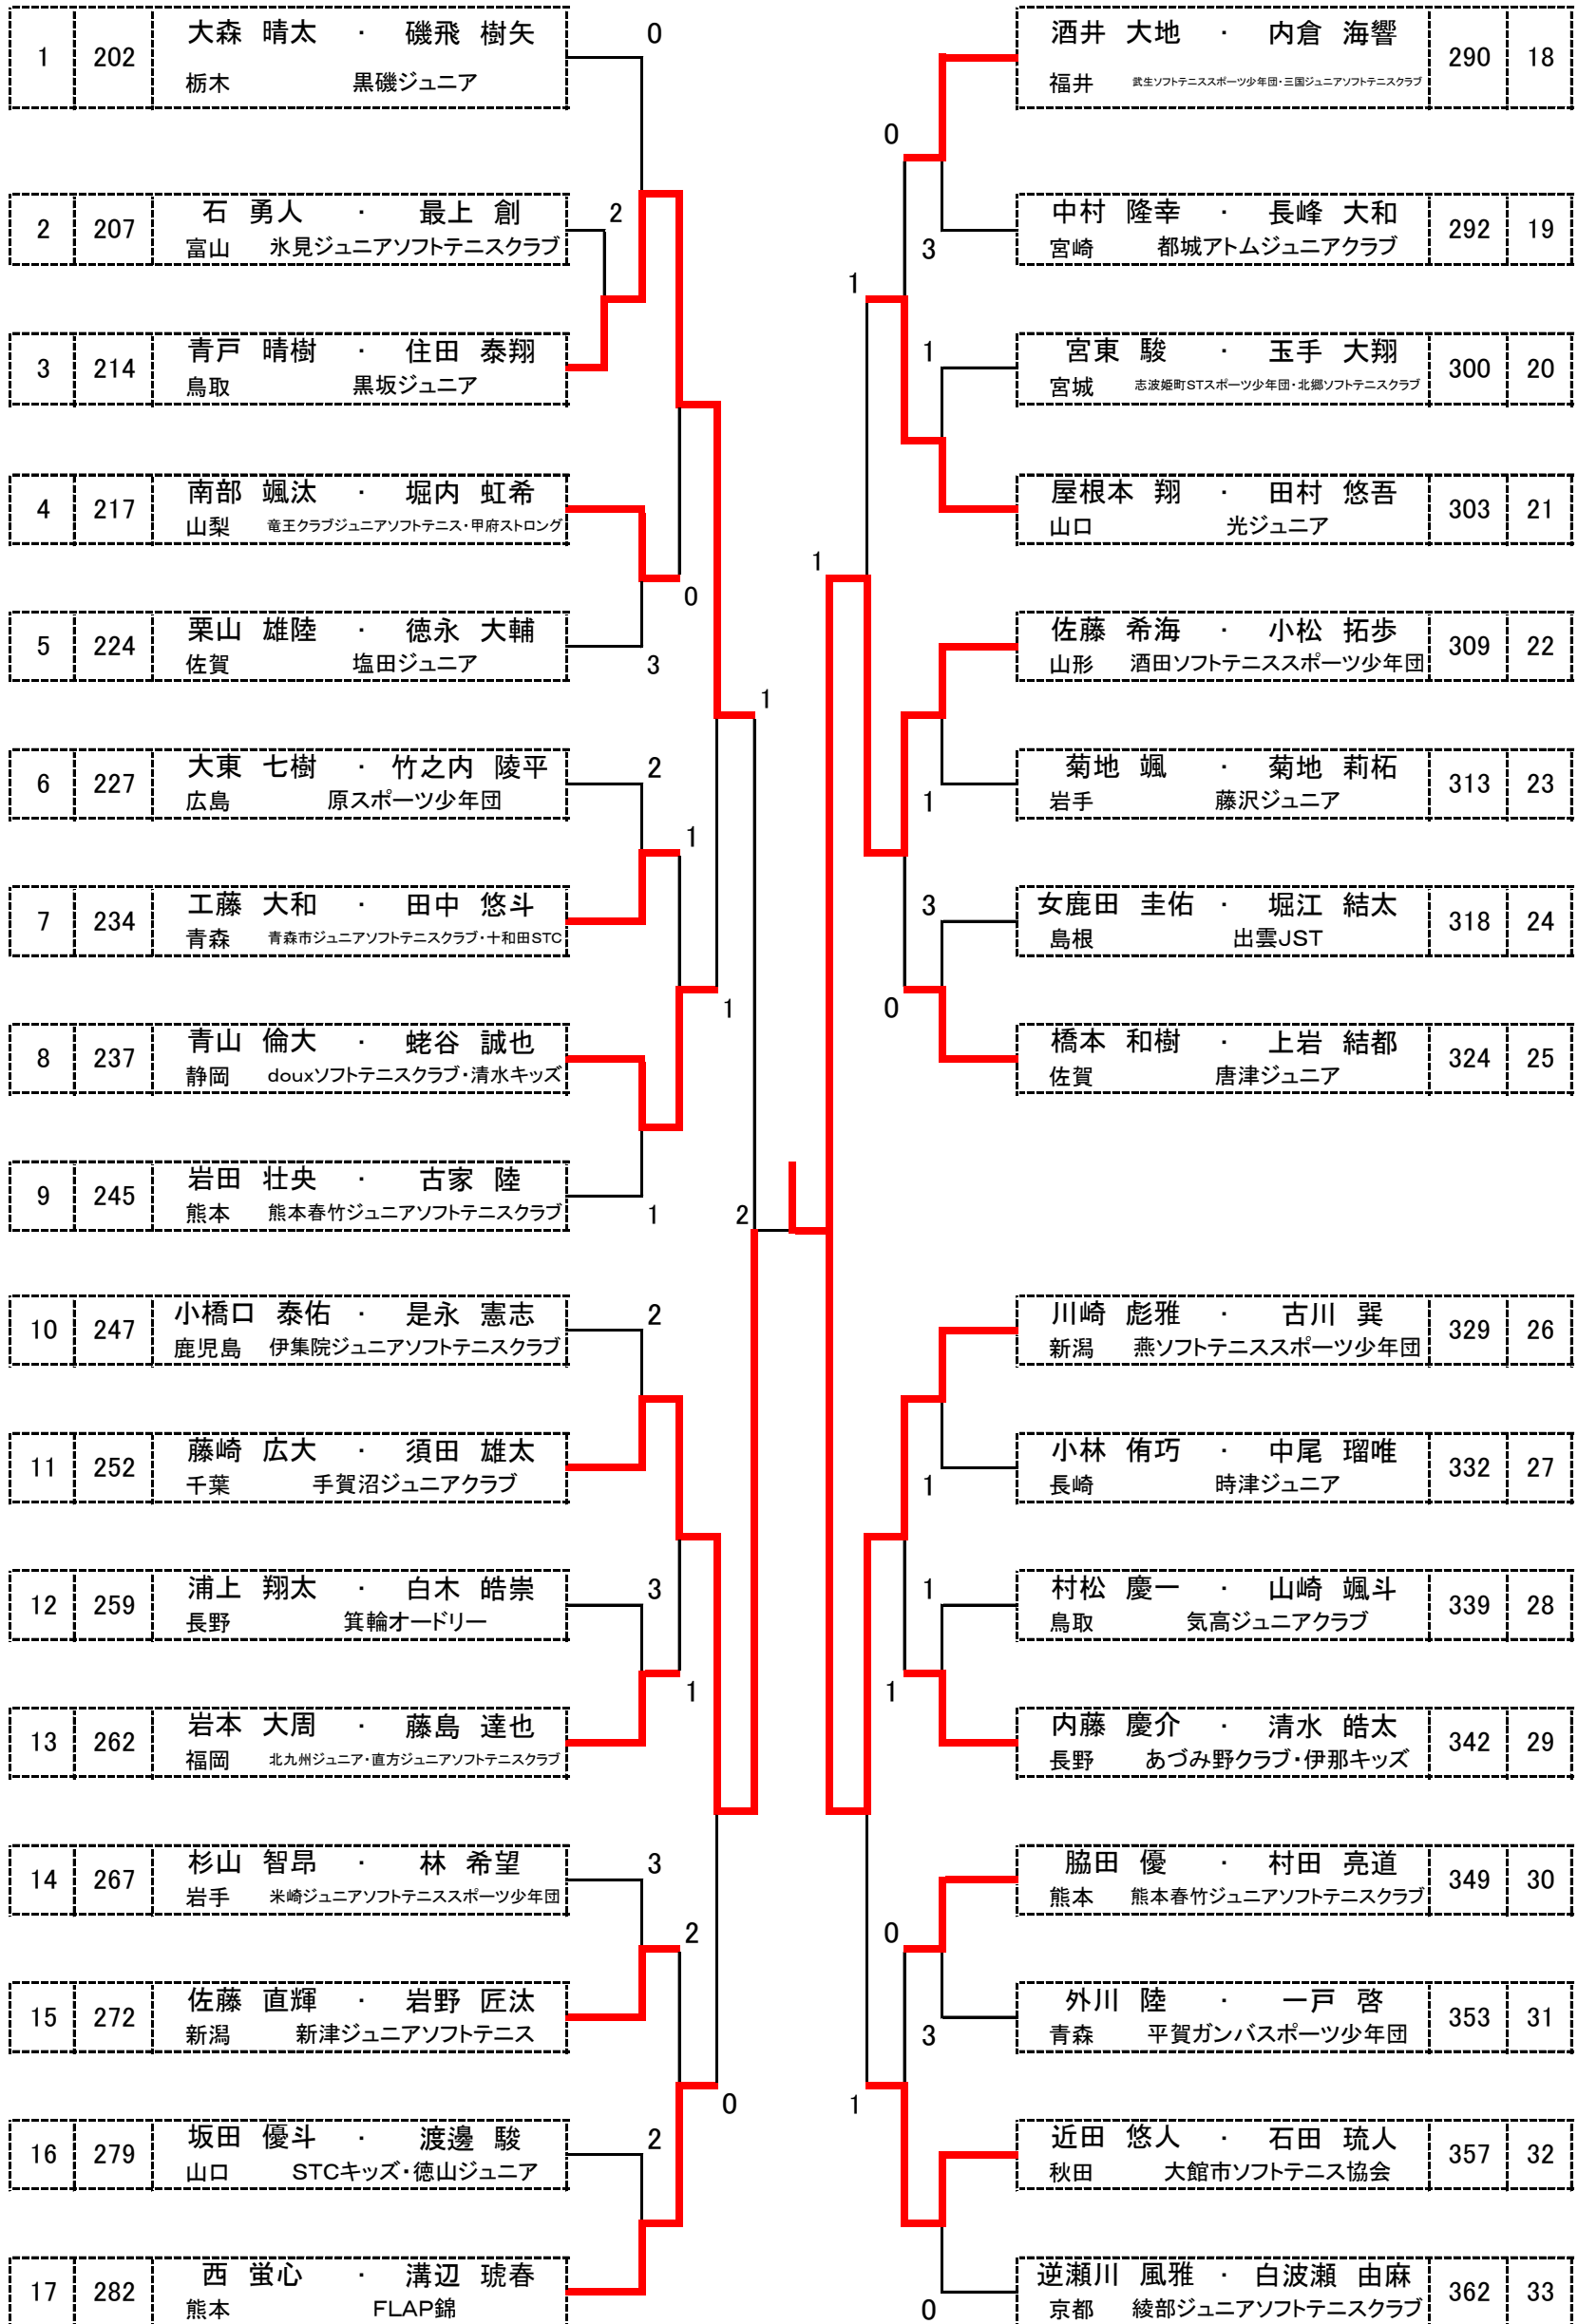 大森 晴太 ・ 磯飛 樹矢
1 202
栃木 黒磯ジュニア
0
石 勇人 ・ 最上 創
2 207
富山 氷見ジュニアソフトテニスクラブ
2
青戸 晴樹 ・ 住田 泰翔
3 214
鳥取 黒坂ジュニア
南部 颯汰 ・ 堀内 虹希
4 217
山梨 竜王クラブジュニアソフトテニス・甲府ストロング
0
栗山 雄陸 ・ 徳永 大輔
5 224
佐賀 塩田ジュニア
3
1
大東 七樹 ・ 竹之内 陵平
6 227
広島 原スポーツ少年団
2
1
工藤 大和 ・ 田中 悠斗
7 234
青森 青森市ジュニアソフトテニスクラブ・十和田STC
1
青山 倫大 ・ 蛯谷 誠也
8 237
静岡 douxソフトテニスクラブ・清水キッズ
岩田 壮央 ・ 古家 陸
9 245
熊本 熊本春竹ジュニアソフトテニスクラブ
1
2
小橋口 泰佑 ・ 是永 憲志
10 247
鹿児島 伊集院ジュニアソフトテニスクラブ
2
藤崎 広大 ・ 須田 雄太
11 252
千葉 手賀沼ジュニアクラブ
浦上 翔太 ・ 白木 皓崇
12 259
長野 箕輪オードリー
3
1
岩本 大周 ・ 藤島 達也
13 262
福岡 北九州ジュニア・直方ジュニアソフトテニスクラブ
杉山 智昂 ・ 林 希望
14 267
岩手 米崎ジュニアソフトテニススポーツ少年団
3
2
佐藤 直輝 ・ 岩野 匠汰
15 272
新潟 新津ジュニアソフトテニス
0
坂田 優斗 ・ 渡邊 駿
16 279
山口 STCキッズ・徳山ジュニア
2
西 蛍心 ・ 溝辺 琥春
17 282
熊本 FLAP錦
酒井 大地 ・ 内倉 海響
290 18
福井 武生ソフトテニススポーツ少年団・三国ジュニアソフトテニスクラブ
0
中村 隆幸 ・ 長峰 大和
292 19
宮崎 都城アトムジュニアクラブ
3
1
宮東 駿 ・ 玉手 大翔
300 20
宮城 志波姫町STスポーツ少年団・北郷ソフトテニスクラブ
1
屋根本 翔 ・ 田村 悠吾
303 21
山口 光ジュニア
1
佐藤 希海 ・ 小松 拓歩
309 22
山形 酒田ソフトテニススポーツ少年団
菊地 颯 ・ 菊地 莉柘
313 23
岩手 藤沢ジュニア
1
女鹿田 圭佑 ・ 堀江 結太
318 24
島根 出雲JST
3
0
橋本 和樹 ・ 上岩 結都
324 25
佐賀 唐津ジュニア
川崎 彪雅 ・ 古川 巽
329 26
新潟 燕ソフトテニススポーツ少年団
小林 侑巧 ・ 中尾 瑠唯
332 27
長崎 時津ジュニア
1
村松 慶一 ・ 山崎 颯斗
339 28
鳥取 気高ジュニアクラブ
1
1
内藤 慶介 ・ 清水 皓太
342 29
長野 あづみ野クラブ・伊那キッズ
脇田 優 ・ 村田 亮道
349 30
熊本 熊本春竹ジュニアソフトテニスクラブ
0
外川 陸 ・ 一戸 啓
353 31
青森 平賀ガンバスポーツ少年団
3
1
近田 悠人 ・ 石田 琉人
357 32
秋田 大館市ソフトテニス協会
逆瀬川 風雅 ・ 白波瀬 由麻
362 33
京都 綾部ジュニアソフトテニスクラブ
0